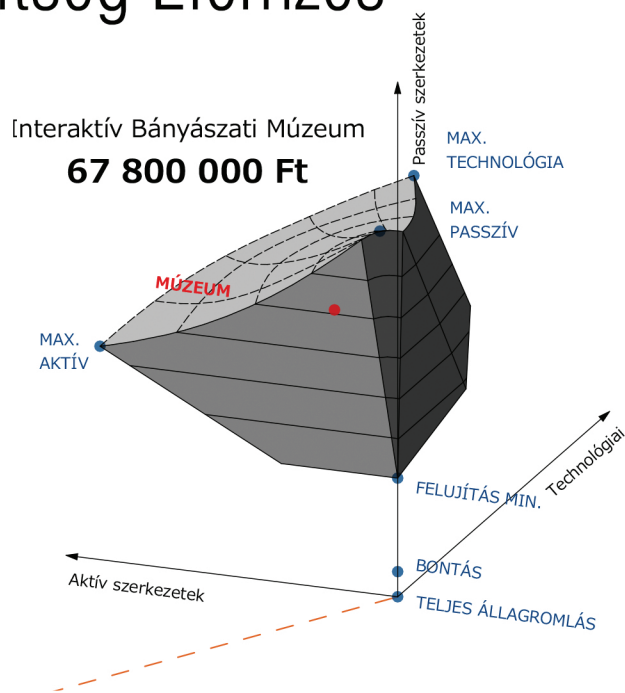 Passzív szerkezetek
Interaktív Bányászati Múzeum
67 800 000 Ft
MAX.
TECHNOLÓGIA
MAX.
PASSZÍV
MÚZEUM
MAX.
AKTÍV
Technológiai
FELUJÍTÁS MIN.
BONTÁS
Aktív szerkezetek
TELJES ÁLLAGROMLÁS